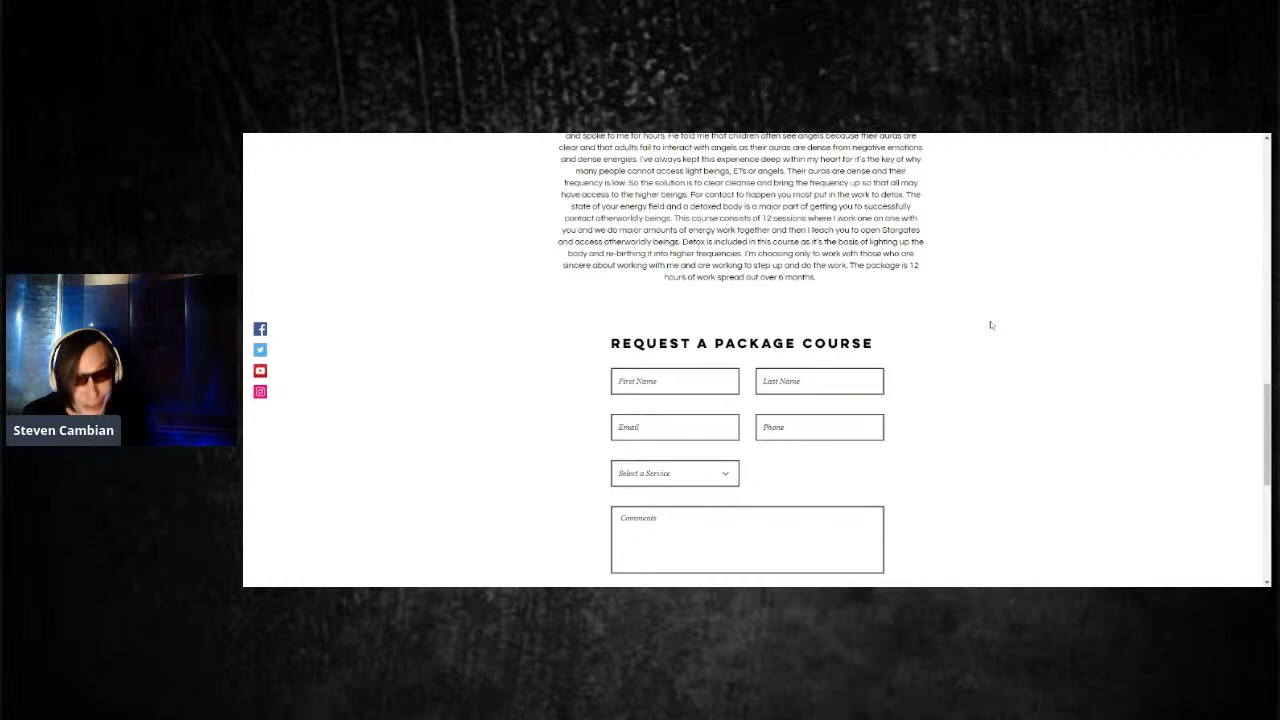 and spoke to me for hours. He told me that children often see angels because their auras are
clear and that adults fail to interact with angels as their auras are dense from negative emotions
and dense energies. I've always kept this experience deep within my heart for it's the key of why
many people cannot access light beings, ETs or angels. Their auras are dense and their
frequency is low. So the solution is to clear cleanse and bring the frequency up so that all may
have access to the higher beings. For contact to happen you most put in the work to detox. The
state of your energy field and a detoxed body is a major part of getting you to successfully
contact otherworldly beings. This course consists of 12 sessions where I work one on one with
you and we do major amounts of energy work together and then I teach you to open Stargates
and access otherworldly beings. Detox is included in this course as it's the basis of lighting up the
body and re-birthing it into higher frequencies. I'm choosing only to work with those who are
sincere about working with me and are working to step up and do the work. The package is 12
hours of work spread out over 6 months.
REQUEST A PACKAGE COURSE
First Name
Last Name
Email
Phone
Select a Service
Comments
Steven Cambian